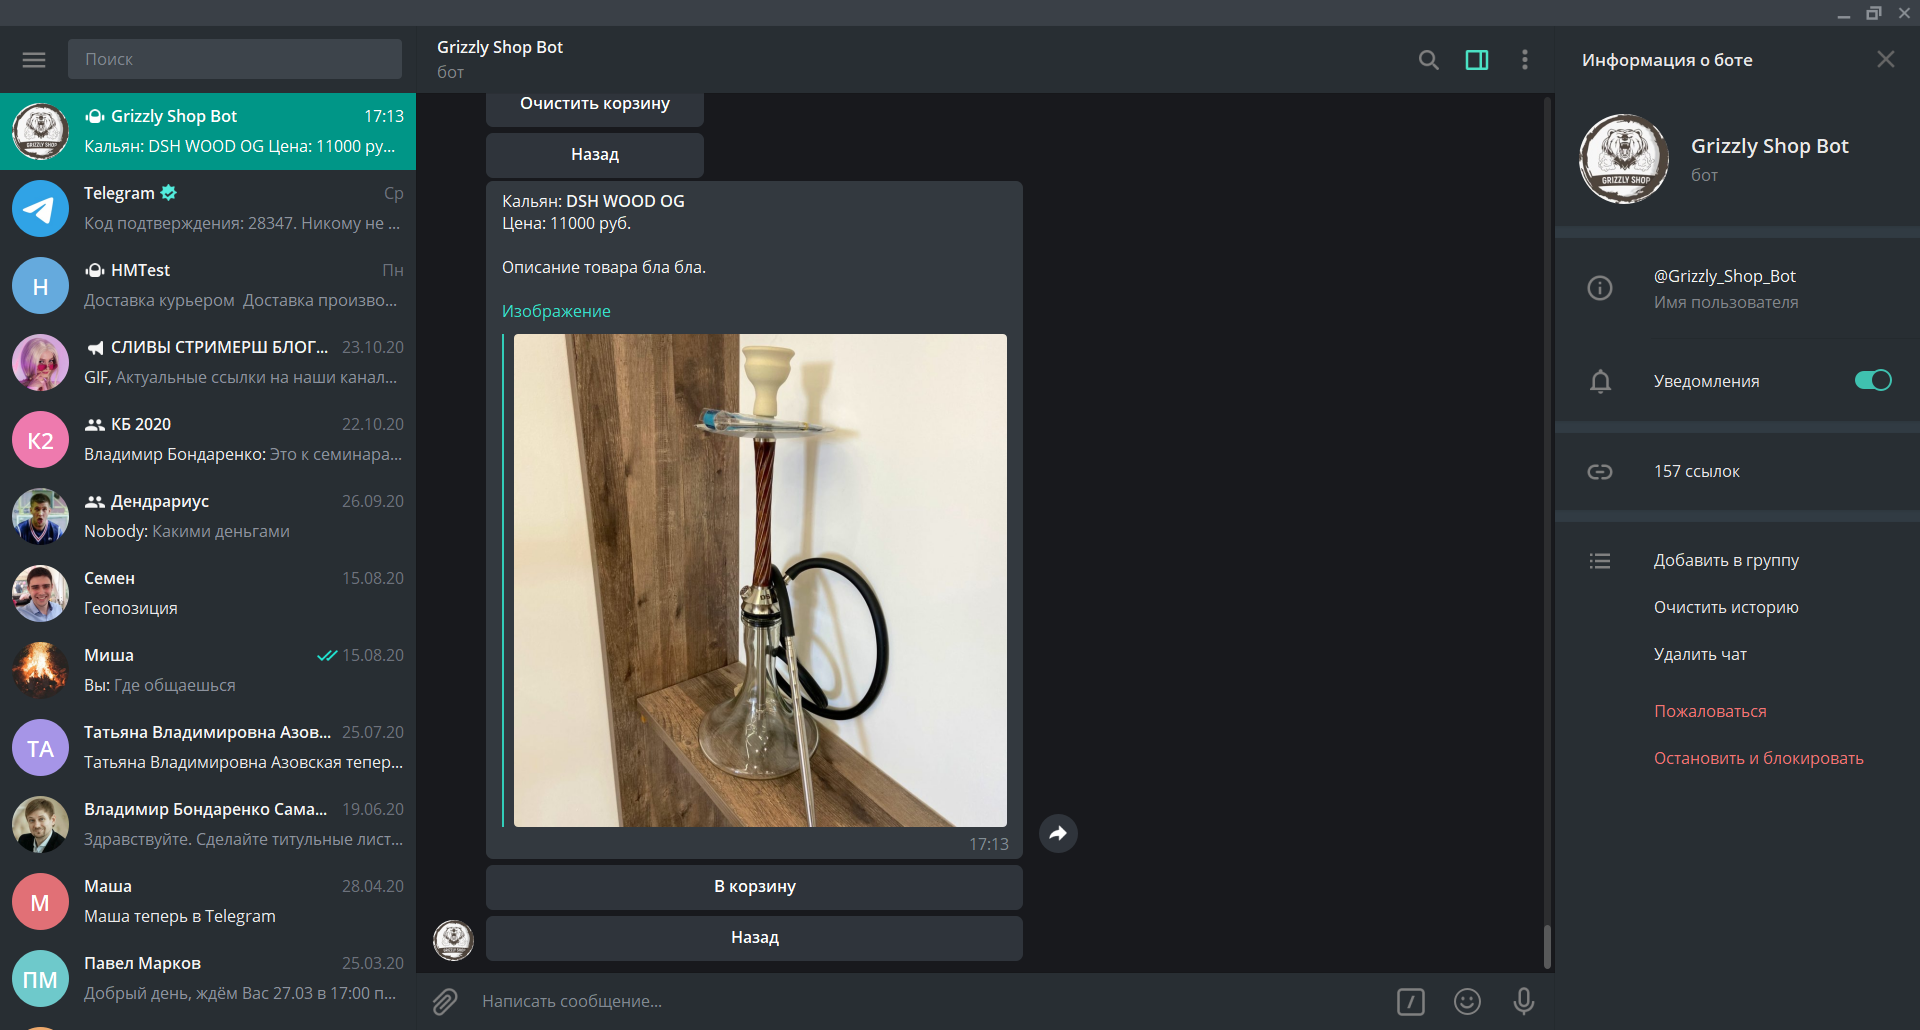 Поиск
Grizzly Shop Bot 17:13
Кальян: DSH WOOD OG Цена: 11000 ру...
Telegram Ср
Код подтверждения: 28347. Никому не ...
Н
HMTest Пн
Доставка курьером Доставка произво...
СЛИВЫ СТРИМЕРШ БЛОГ... 23.10.20
GIF, Актуальные ссылки на наши канал...
К2
КБ 2020 22.10.20
Владимир Бондаренко: Это к семинара...
Дендрариус 26.09.20
Nobody: Какими деньгами
Семен 15.08.20
Геопозиция
Миша 15.08.20
Вы: Где общаешься
ТА
Татьяна Владимировна Азов... 25.07.20
Татьяна Владимировна Азовская тепер...
Владимир Бондаренко Сама... 19.06.20
Здравствуйте. Сделайте титульные лист...
М
Маша 28.04.20
Маша теперь в Telegram
ПМ
Павел Марков 25.03.20
Добрый день, ждём Вас 27.03 в 17:00 п...
Grizzly Shop Bot
бот
Очистить корзину
Назад
Кальян: DSH WOOD OG
Цена: 11000 руб.
Описание товара бла бла.
Изображение
17:13
В корзину
Назад
Написать сообщение...
Информация о боте
GRIZZLY SHOP
Grizzly Shop Bot
бот
@Grizzly_Shop_Bot
Имя пользователя
Уведомления
157 ссылок
Добавить в группу
Очистить историю
Удалить чат
Пожаловаться
Остановить и блокировать